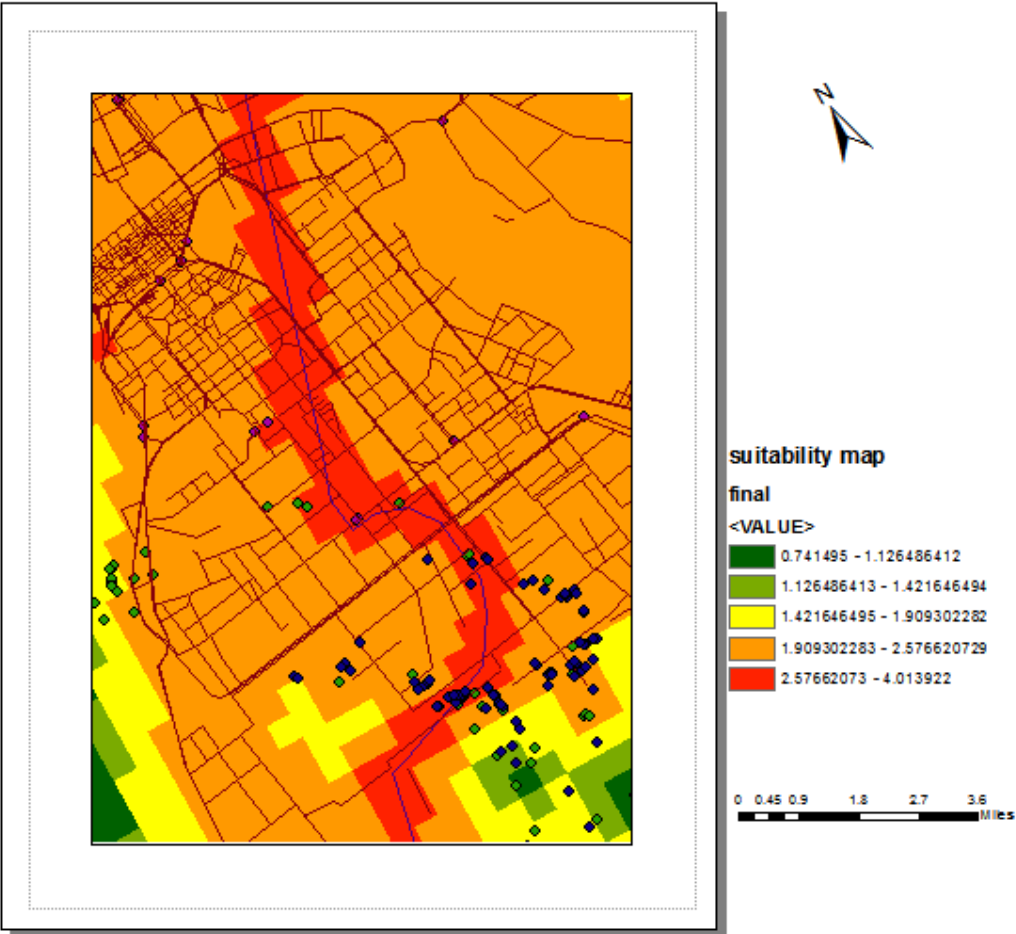 N
suitability map
final
<VALUE>
0.741495 - 1.126486412
1.126486413 - 1.421646494
1.421646495 - 1.909302282
1.909302283 - 2.576620729
2.57662073 - 4.013922
0 0.45 0.9 1.8 2.7 3.6
Miles